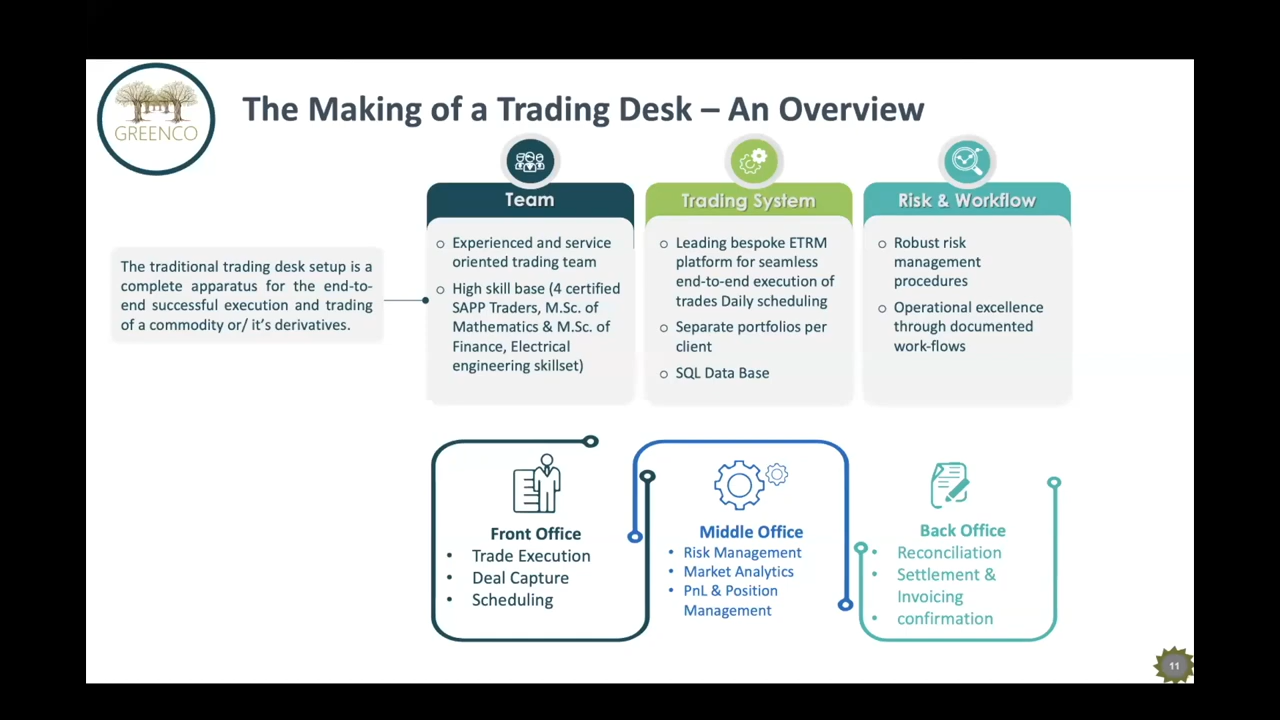 GREENCO
The Making of a Trading Desk – An Overview
The traditional trading desk setup is a
complete apparatus for the end-to-
end successful execution and trading
of a commodity or/ it's derivatives.
Team
Experienced and service
oriented trading team
High skill base (4 certified
SAPP Traders, M.Sc. of
Mathematics & M.Sc. of
Finance, Electrical
engineering skillset)
Trading System
Leading bespoke ETRM
platform for seamless
end-to-end execution of
trades Daily scheduling
Separate portfolios per
client
SQL Data Base
Risk & Workflow
Robust risk
management
procedures
Operational excellence
through documented
work-flows
Front Office
• Trade Execution
• Deal Capture
• Scheduling
Middle Office
• Risk Management
• Market Analytics
• PnL & Position
Management
Back Office
• Reconciliation
• Settlement &
Invoicing
• confirmation
11